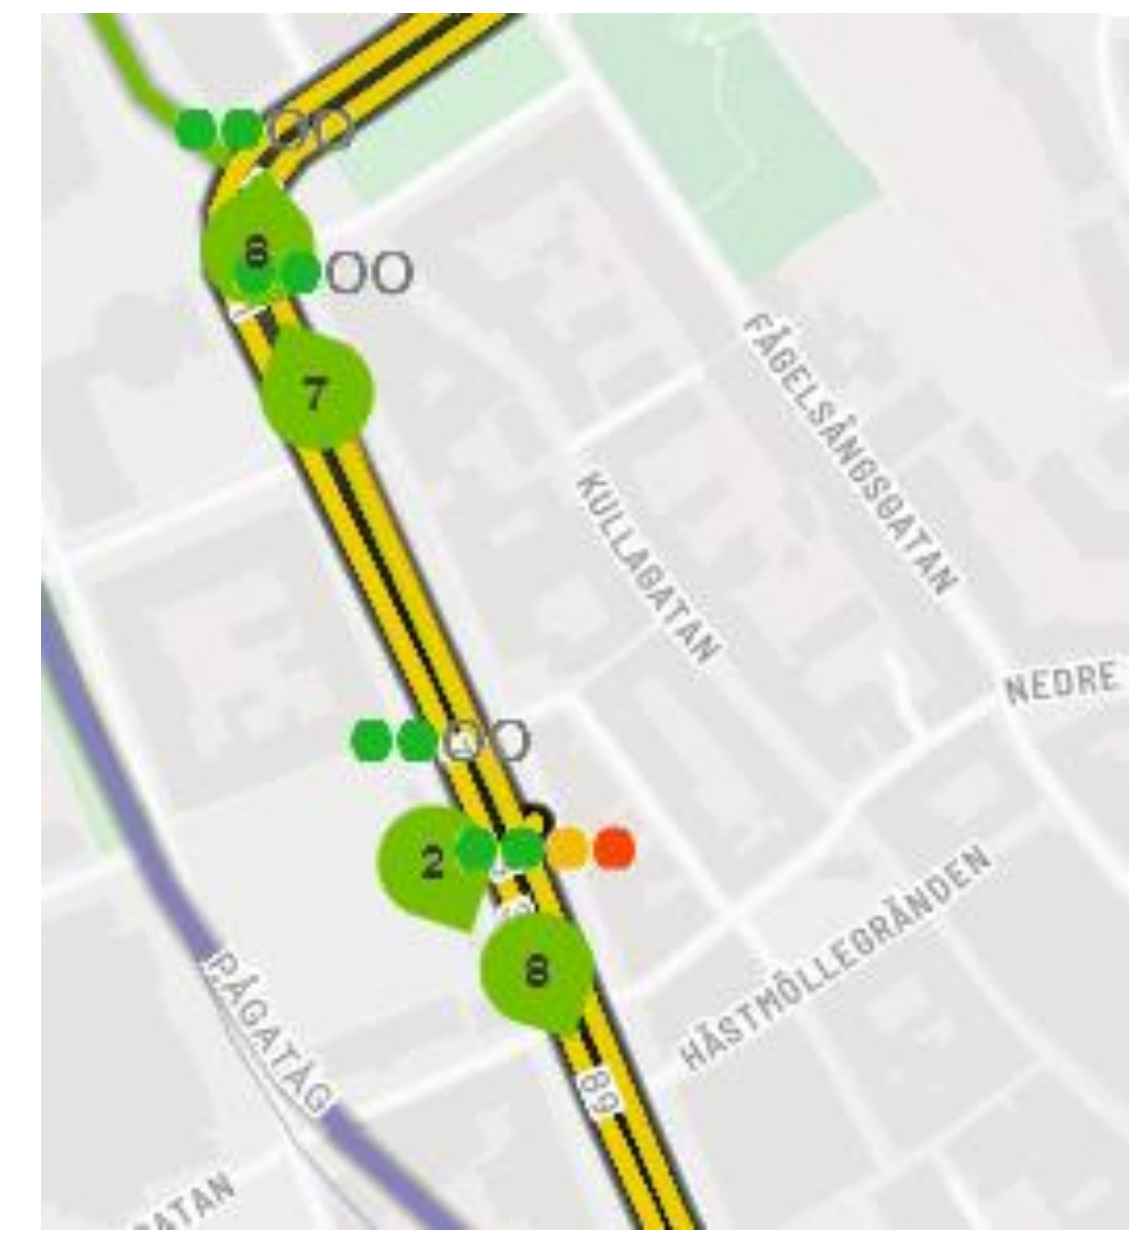 8
7
FÅGELSÅNGSGATAN
KULLAGATAN
NEDRE
2
8
HÄSTMÖLLEGRÄNDEN
PÅGATÅG
89
GATAN